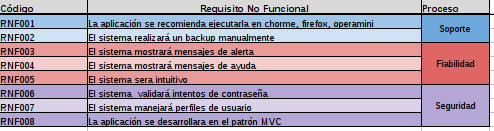 Código Requisito No Funcional Proceso
RNF001 La aplicación se recomienda ejecutarla en chorme, firefox, operamini
Soporte
RNF002 El sistema realizará un backup manualmente
RNF003 El sistema mostrará mensajes de alerta
RNF004 El sistema mostrará mensajes de ayuda
Fiabilidad
RNF005 El sistema sera intuitivo
RNF006 El sistema validará intentos de contraseña
RNF007 El sistema manejará perfiles de usuario
Seguridad
RNF008 La aplicación se desarrollara en el patrón MVC